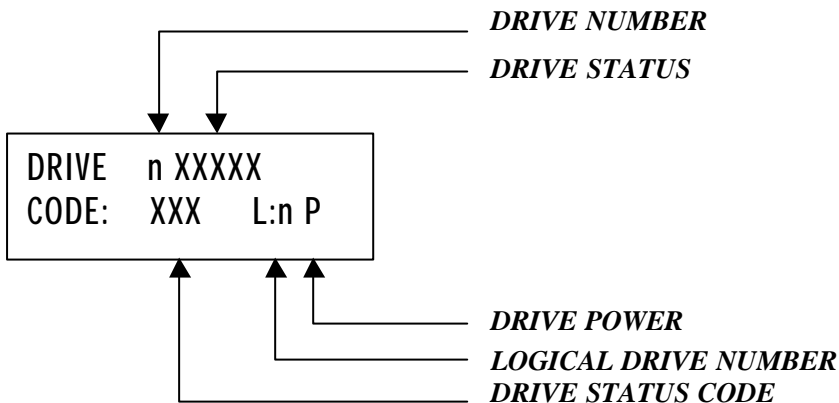 DRIVE NUMBER
DRIVE STATUS
DRIVE n XXXXX
CODE: XXX L:n P
DRIVE POWER
LOGICAL DRIVE NUMBER
DRIVE STATUS CODE